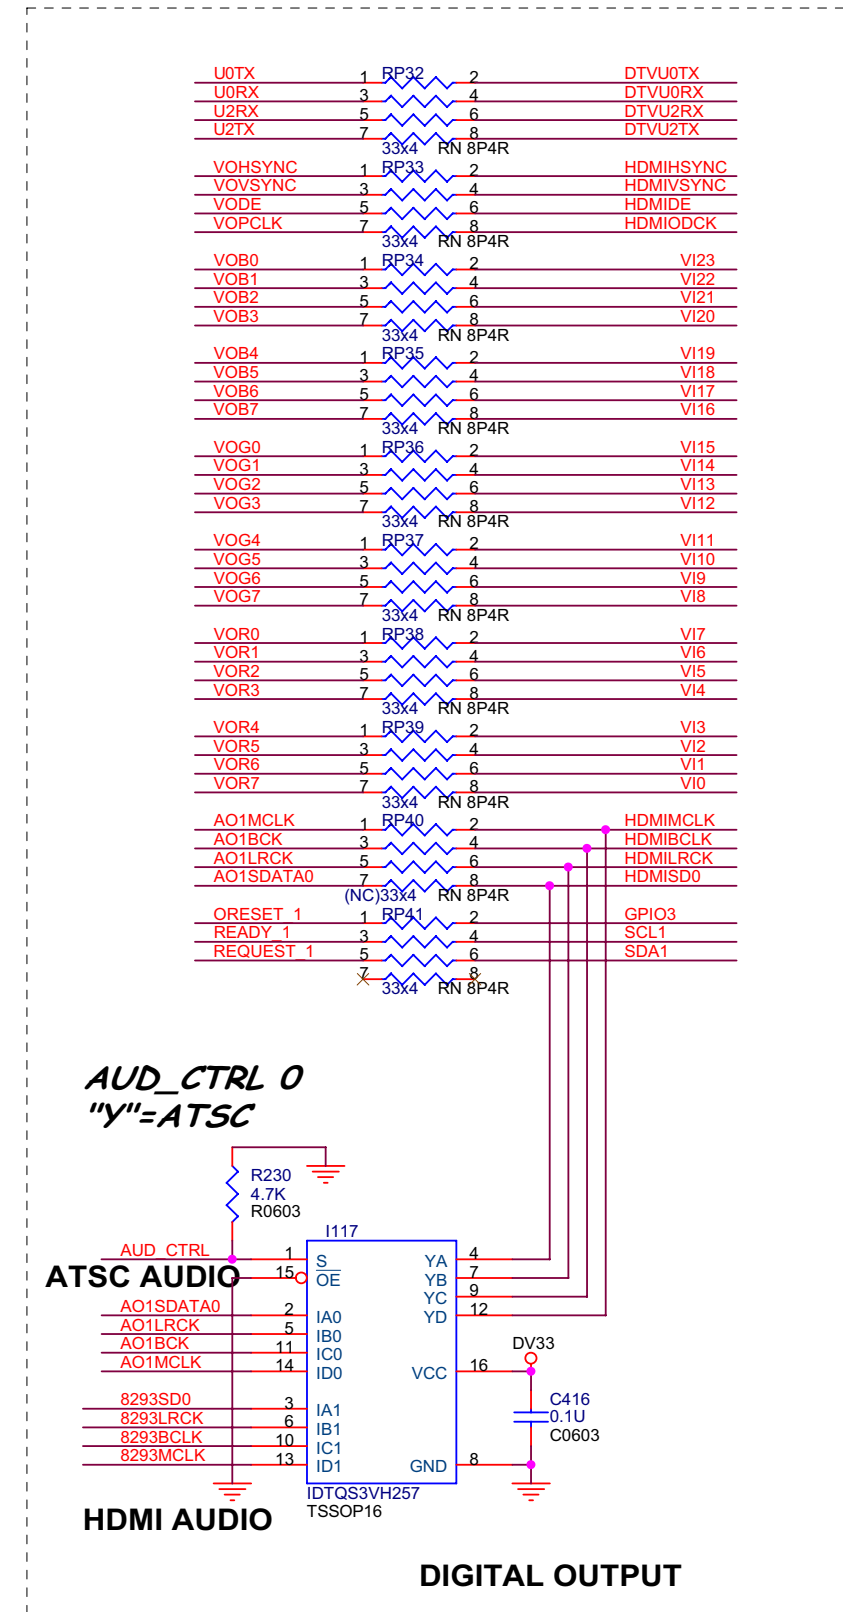 RP32
U0TX 1 2 DTVU0TX
U0RX 3 4 DTVU0RX
U2RX 5 6 DTVU2RX
U2TX 7 8 DTVU2TX
33x4 RN 8P4R
RP33
VOHSYNC 1 2 HDMIHSYNC
VOVSYNC 3 4 HDMIVSYNC
VODE 5 6 HDMIDE
VOPCLK 7 8 HDMIODCK
33x4 RN 8P4R
RP34
VOB0 1 2 VI23
VOB1 3 4 VI22
VOB2 5 6 VI21
VOB3 7 8 VI20
33x4 RN 8P4R
RP35
VOB4 1 2 VI19
VOB5 3 4 VI18
VOB6 5 6 VI17
VOB7 7 8 VI16
33x4 RN 8P4R
RP36
VOG0 1 2 VI15
VOG1 3 4 VI14
VOG2 5 6 VI13
VOG3 7 8 VI12
33x4 RN 8P4R
RP37
VOG4 1 2 VI11
VOG5 3 4 VI10
VOG6 5 6 VI9
VOG7 7 8 VI8
33x4 RN 8P4R
RP38
VOR0 1 2 VI7
VOR1 3 4 VI6
VOR2 5 6 VI5
VOR3 7 8 VI4
33x4 RN 8P4R
RP39
VOR4 1 2 VI3
VOR5 3 4 VI2
VOR6 5 6 VI1
VOR7 7 8 VI0
33x4 RN 8P4R
RP40
AO1MCLK 1 2 HDMIMCLK
AO1BCK 3 4 HDMIBCLK
AO1LRCK 5 6 HDMILRCK
AO1SDATA0 7 8 HDMISD0
(NC)33x4 RN 8P4R
RP41
ORESET_1 1 2 GPIO3
READY_1 3 4 SCL1
REQUEST_1 5 6 SDA1
7 8
33x4 RN 8P4R
AUD_CTRL 0
"Y"=ATSC
R230
4.7K
R0603
I117
AUD_CTRL 1 S YA 4
ATSC AUDIO 15 OE YB 7
YC 9
AO1SDATA0 2 IA0 YD 12
AO1LRCK 5 IB0
AO1BCK 11 IC0
AO1MCLK 14 ID0 VCC 16 DV33
8293SD0 3 IA1
8293LRCK 6 IB1
8293BCLK 10 IC1
8293MCLK 13 ID1 GND 8
C416
0.1U
C0603
IDTQS3VH257
TSSOP16
HDMI AUDIO
DIGITAL OUTPUT